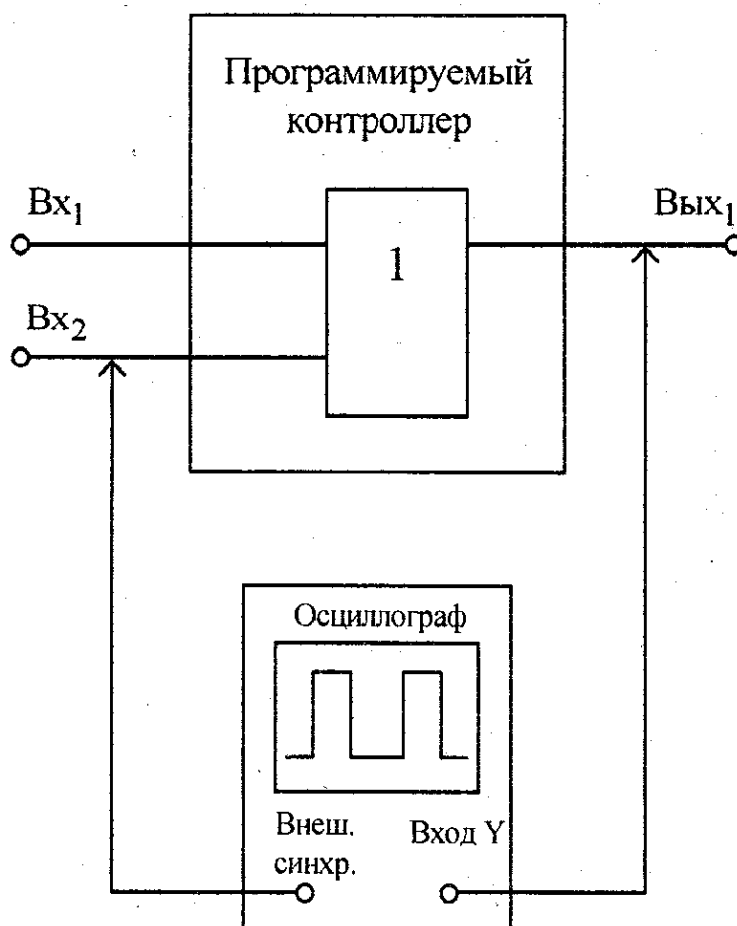 Программируемый
контроллер
Вх1
Вых1
1
Вх2
Осциллограф
Внеш.
синхр.
Вход Y